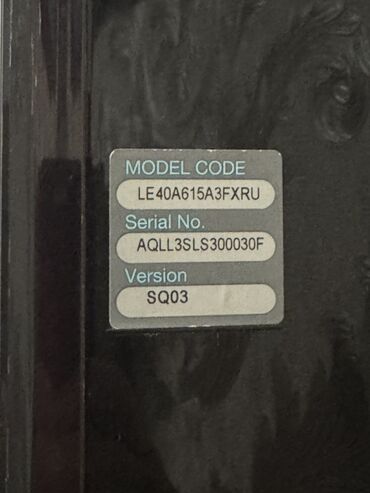 MODEL CODE
LE40A615A3FXRU
Serial No.
AQLL3SLS300030F
Version
SQ03